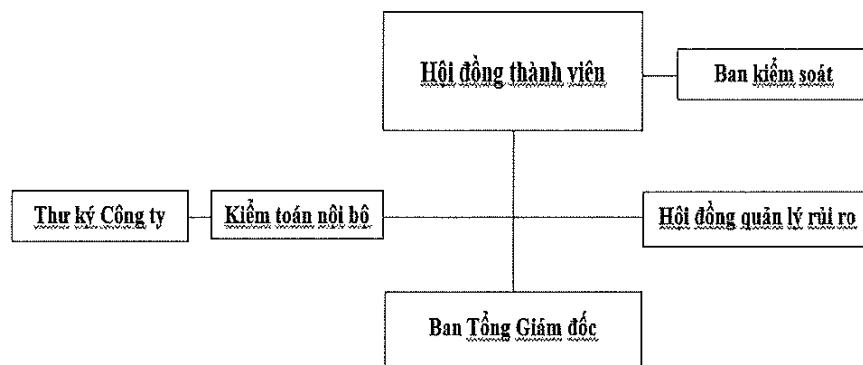 Hội đồng thành viên
Ban kiểm soát
Thư ký Công ty
Kiểm toán nội bộ
Hội đồng quản lý rủi ro
Ban Tổng Giám đốc